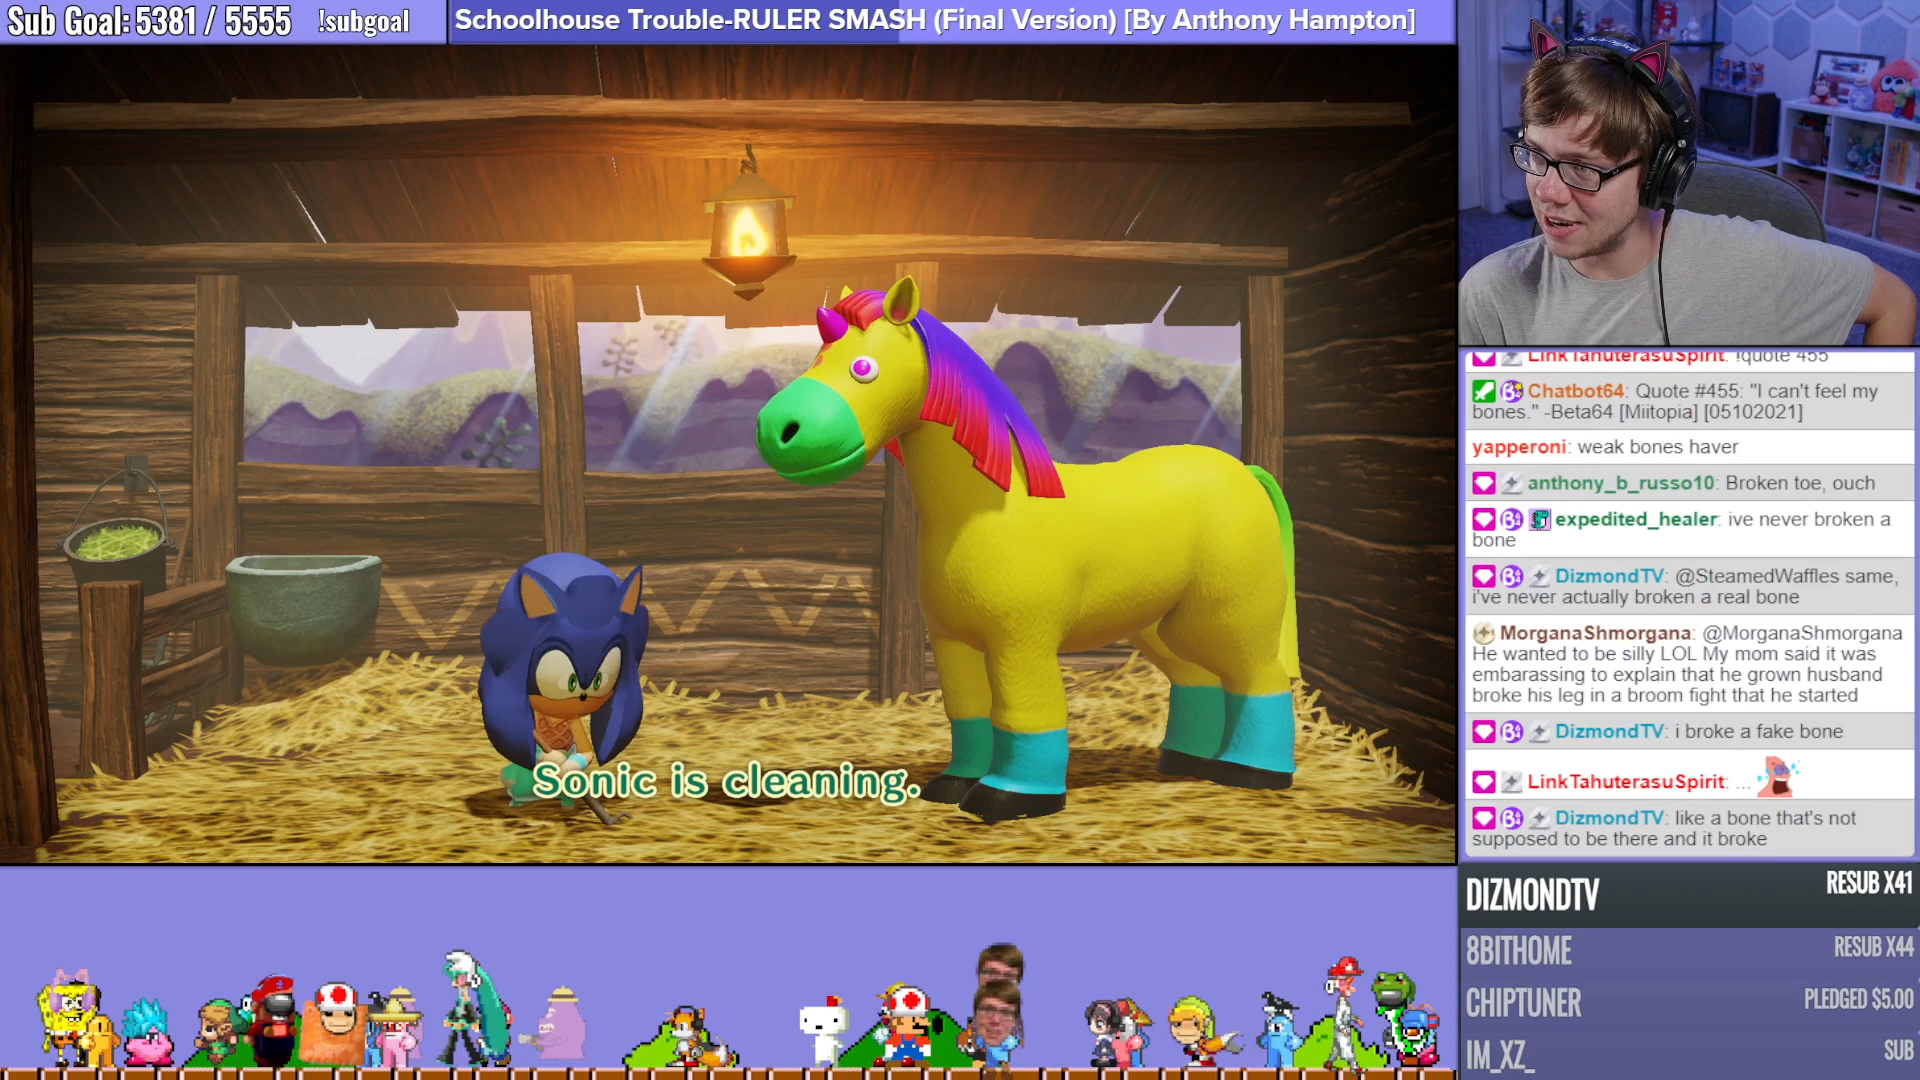 Sub Goal: 5381 / 5555 !subgoal
Schoolhouse Trouble-RULER SMASH (Final Version) [By Anthony Hampton]
LinkTahuterasuSpirit: !quote 455
Chatbot64: Quote #455: "I can't feel my
bones." -Beta64 [Miitopia] [05102021]
yapperoni: weak bones haver
anthony_b_russo10: Broken toe, ouch
expedited_healer: ive never broken a
bone
DizmondTV: @SteamedWaffles same,
i've never actually broken a real bone
MorganaShmorgana: @MorganaShmorgana
He wanted to be silly LOL My mom said it was
embarassing to explain that he grown husband
broke his leg in a broom fight that he started
DizmondTV: i broke a fake bone
LinkTahuterasuSpirit: ...
DizmondTV: like a bone that's not
supposed to be there and it broke
Sonic is cleaning.
DIZMONDTV RESUB X41
8BITHOME RESUB X44
CHIPTUNER PLEDGED $5.00
IM_XZ_ SUB